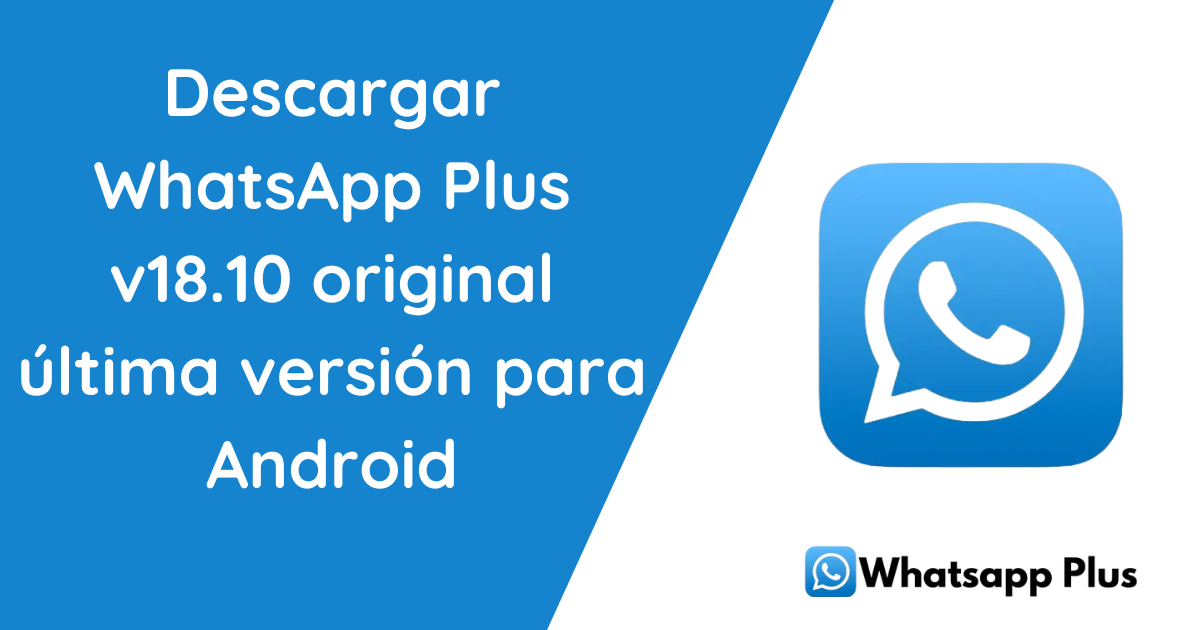 Descargar
WhatsApp Plus
v18.10 original
última versión para
Android
Whatsapp Plus